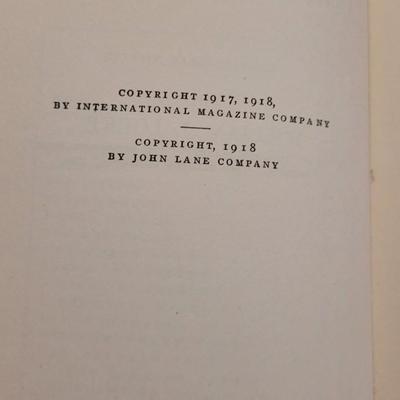 COPYRIGHT 1917, 1918,
BY INTERNATIONAL MAGAZINE COMPANY
COPYRIGHT, 1918
BY JOHN LANE COMPANY